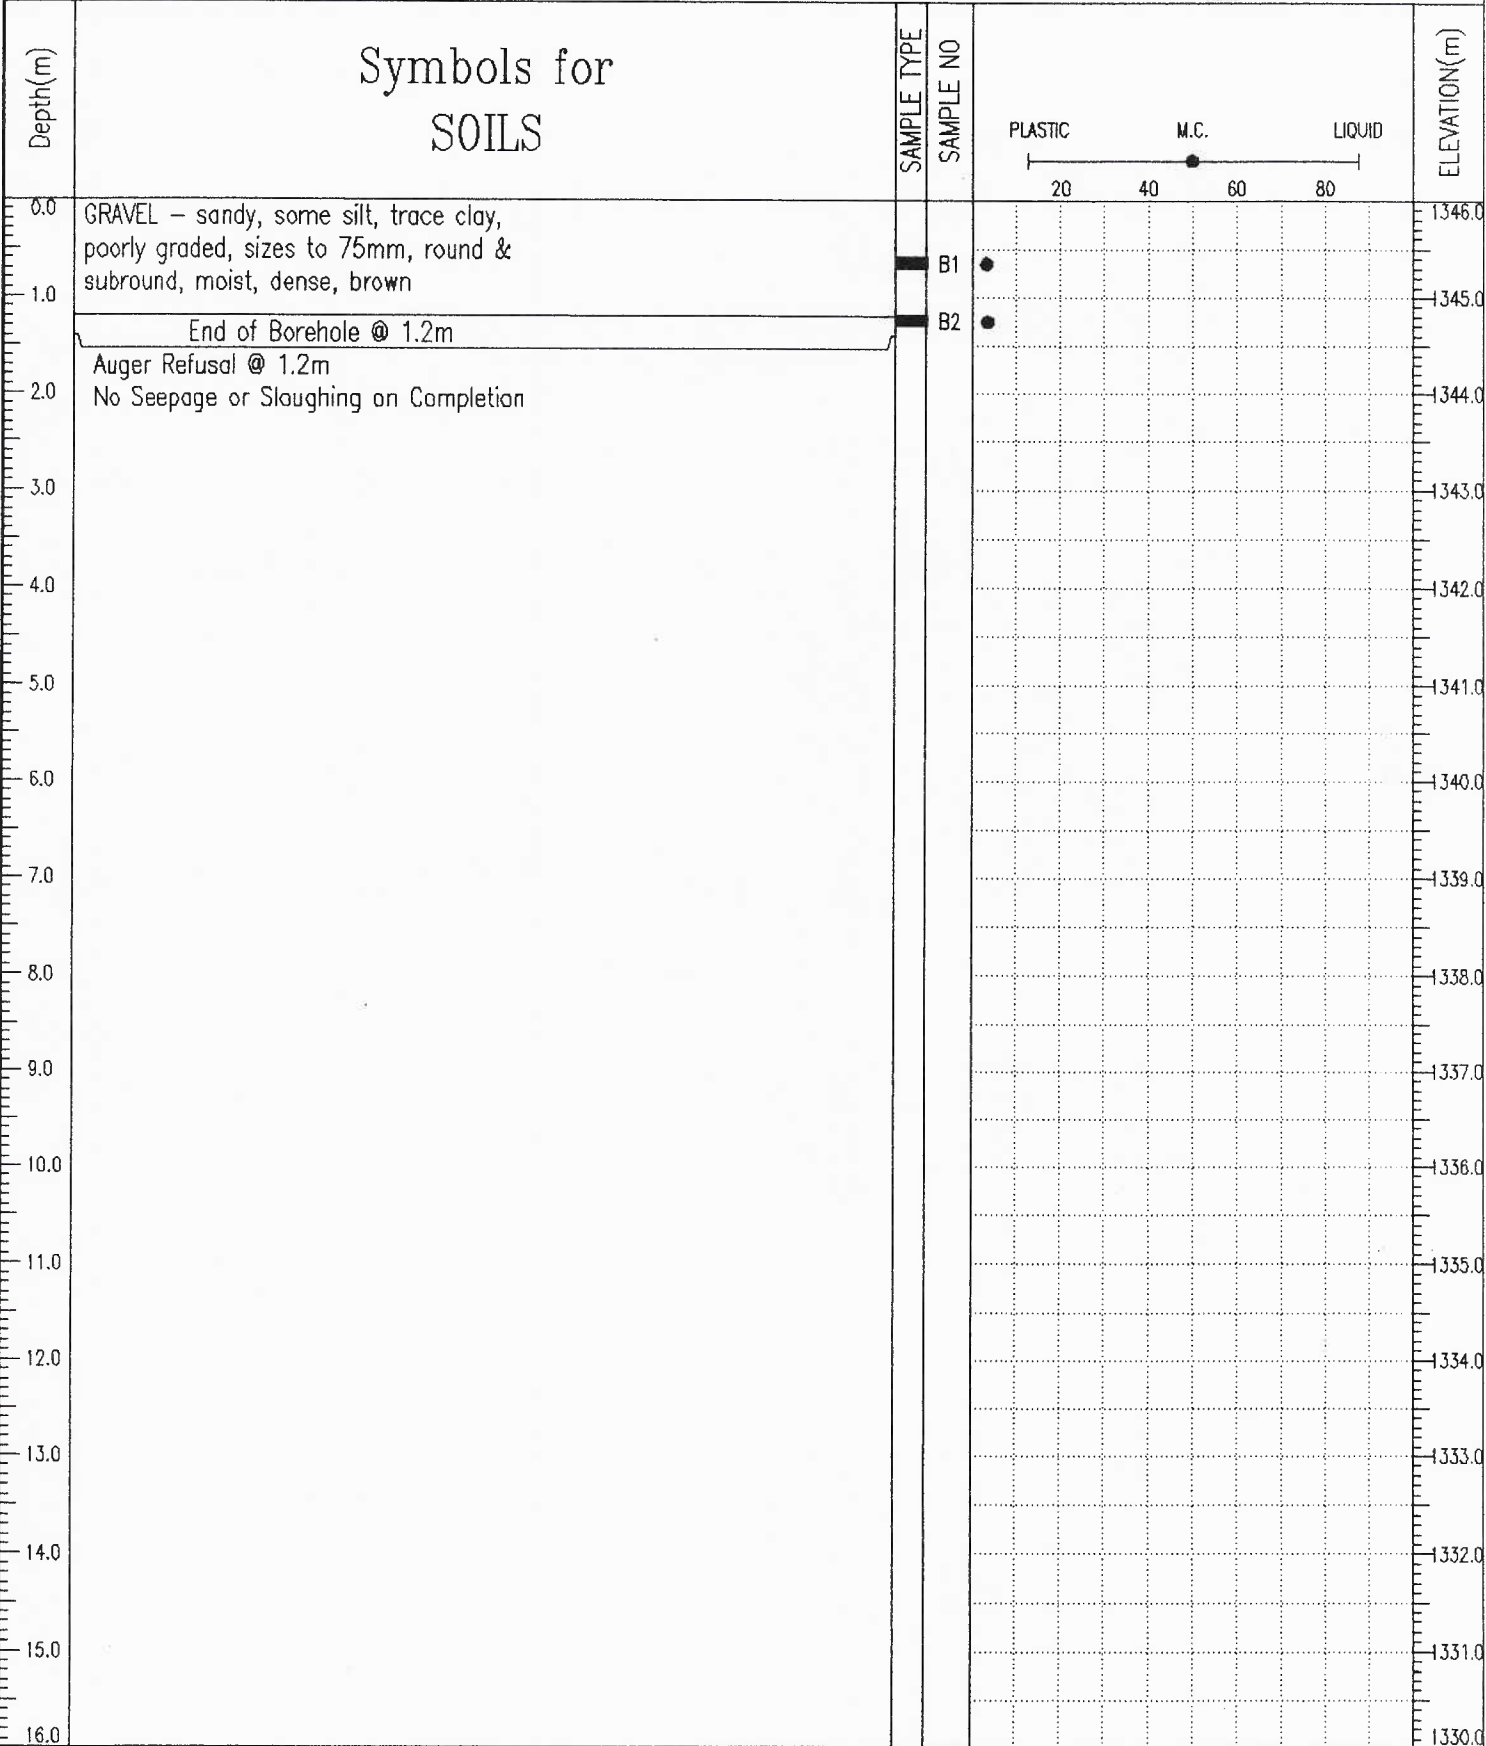 Depth(m)
Symbols for
SOILS
SAMPLE TYPE
SAMPLE NO
PLASTIC M.C. LIQUID
20 40 60 80
ELEVATION(m)
0.0
GRAVEL – sandy, some silt, trace clay,
poorly graded, sizes to 75mm, round &
subround, moist, dense, brown
B1
1346.0
1.0
1345.0
End of Borehole @ 1.2m
B2
Auger Refusal @ 1.2m
No Seepage or Sloughing on Completion
2.0
1344.0
3.0
1343.0
4.0
1342.0
5.0
1341.0
6.0
1340.0
7.0
1339.0
8.0
1338.0
9.0
1337.0
10.0
1336.0
11.0
1335.0
12.0
1334.0
13.0
1333.0
14.0
1332.0
15.0
1331.0
16.0
1330.0